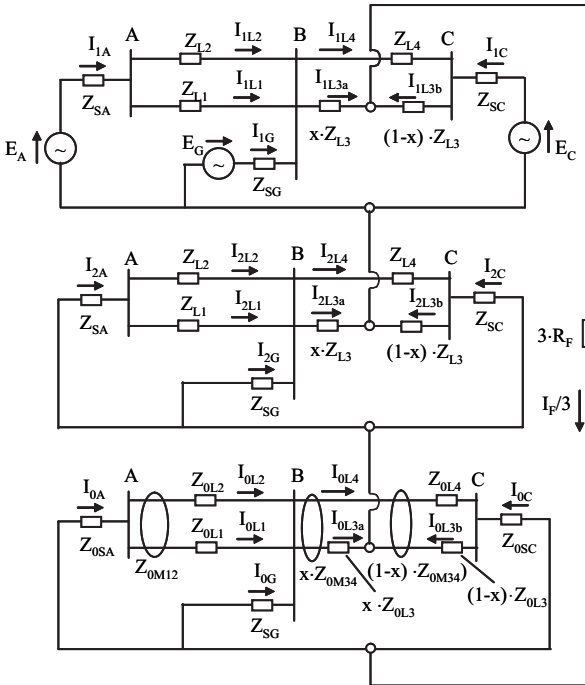 A I1L2 B I1L4 C I1C
I1A ZL2 ZL4
ZSA ZL1 I1L1 I1L3a I1L3b ZSC
EA ~ EG ~ I1G x·ZL3 (1-x)·ZL3 ~ EC
ZSG
A I2L2 B I2L4 C I2C
I2A ZL2 ZL4
ZSA ZL1 I2L1 I2L3a I2L3b ZSC
I2G x·ZL3 (1-x)·ZL3 3·RF
ZSG
IF/3
A Z0L2 I0L2 B I0L4 Z0L4 C I0C
I0A
Z0SA Z0L1 I0L1 I0L3a I0L3b Z0SC
Z0M12 I0G x·Z0M34 (1-x)·Z0M34) (1-x)·Z0L3
ZSG x·Z0L3